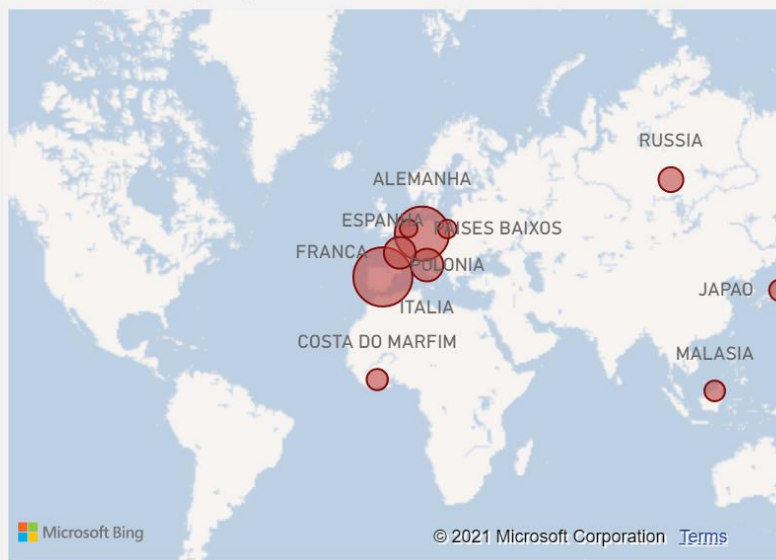 RUSSIA
ALEMANHA
ESPANHA
PAISES BAIXOS
FRANCA
POLONIA
JAPAO
ITALIA
COSTA DO MARFIM
MALASIA
Microsoft Bing
© 2021 Microsoft Corporation Terms